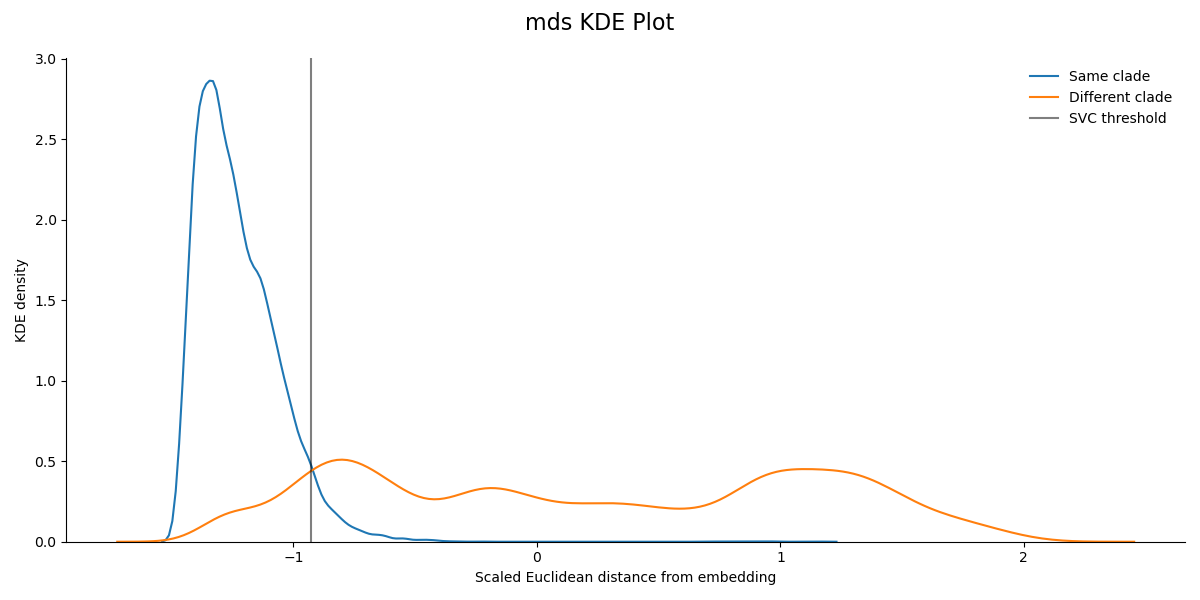 mds KDE Plot
3.0
2.5
2.0
1.5
1.0
0.5
0.0
KDE density
Same clade
Different clade
SVC threshold
−1
0
1
2
Scaled Euclidean distance from embedding